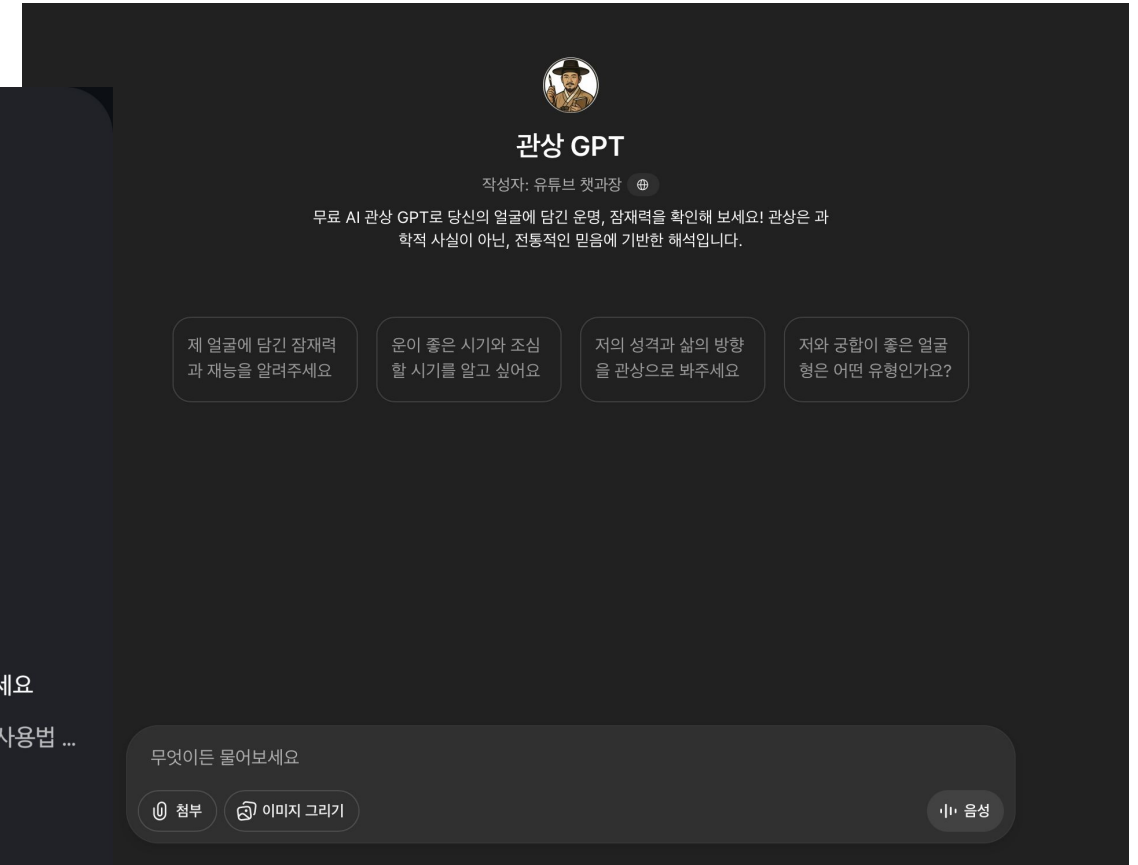 관상 GPT
작성자: 유튜브 챗과장
무료 AI 관상 GPT로 당신의 얼굴에 담긴 운명, 잠재력을 확인해 보세요! 관상은 과
학적 사실이 아닌, 전통적인 믿음에 기반한 해석입니다.
제 얼굴에 담긴 잠재력
과 재능을 알려주세요
운이 좋은 시기와 조심
할 시기를 알고 싶어요
저의 성격과 삶의 방향
을 관상으로 봐주세요
저와 궁합이 좋은 얼굴
형은 어떤 유형인가요?
세요
사용법 ...
무엇이든 물어보세요
첨부
이미지 그리기
음성